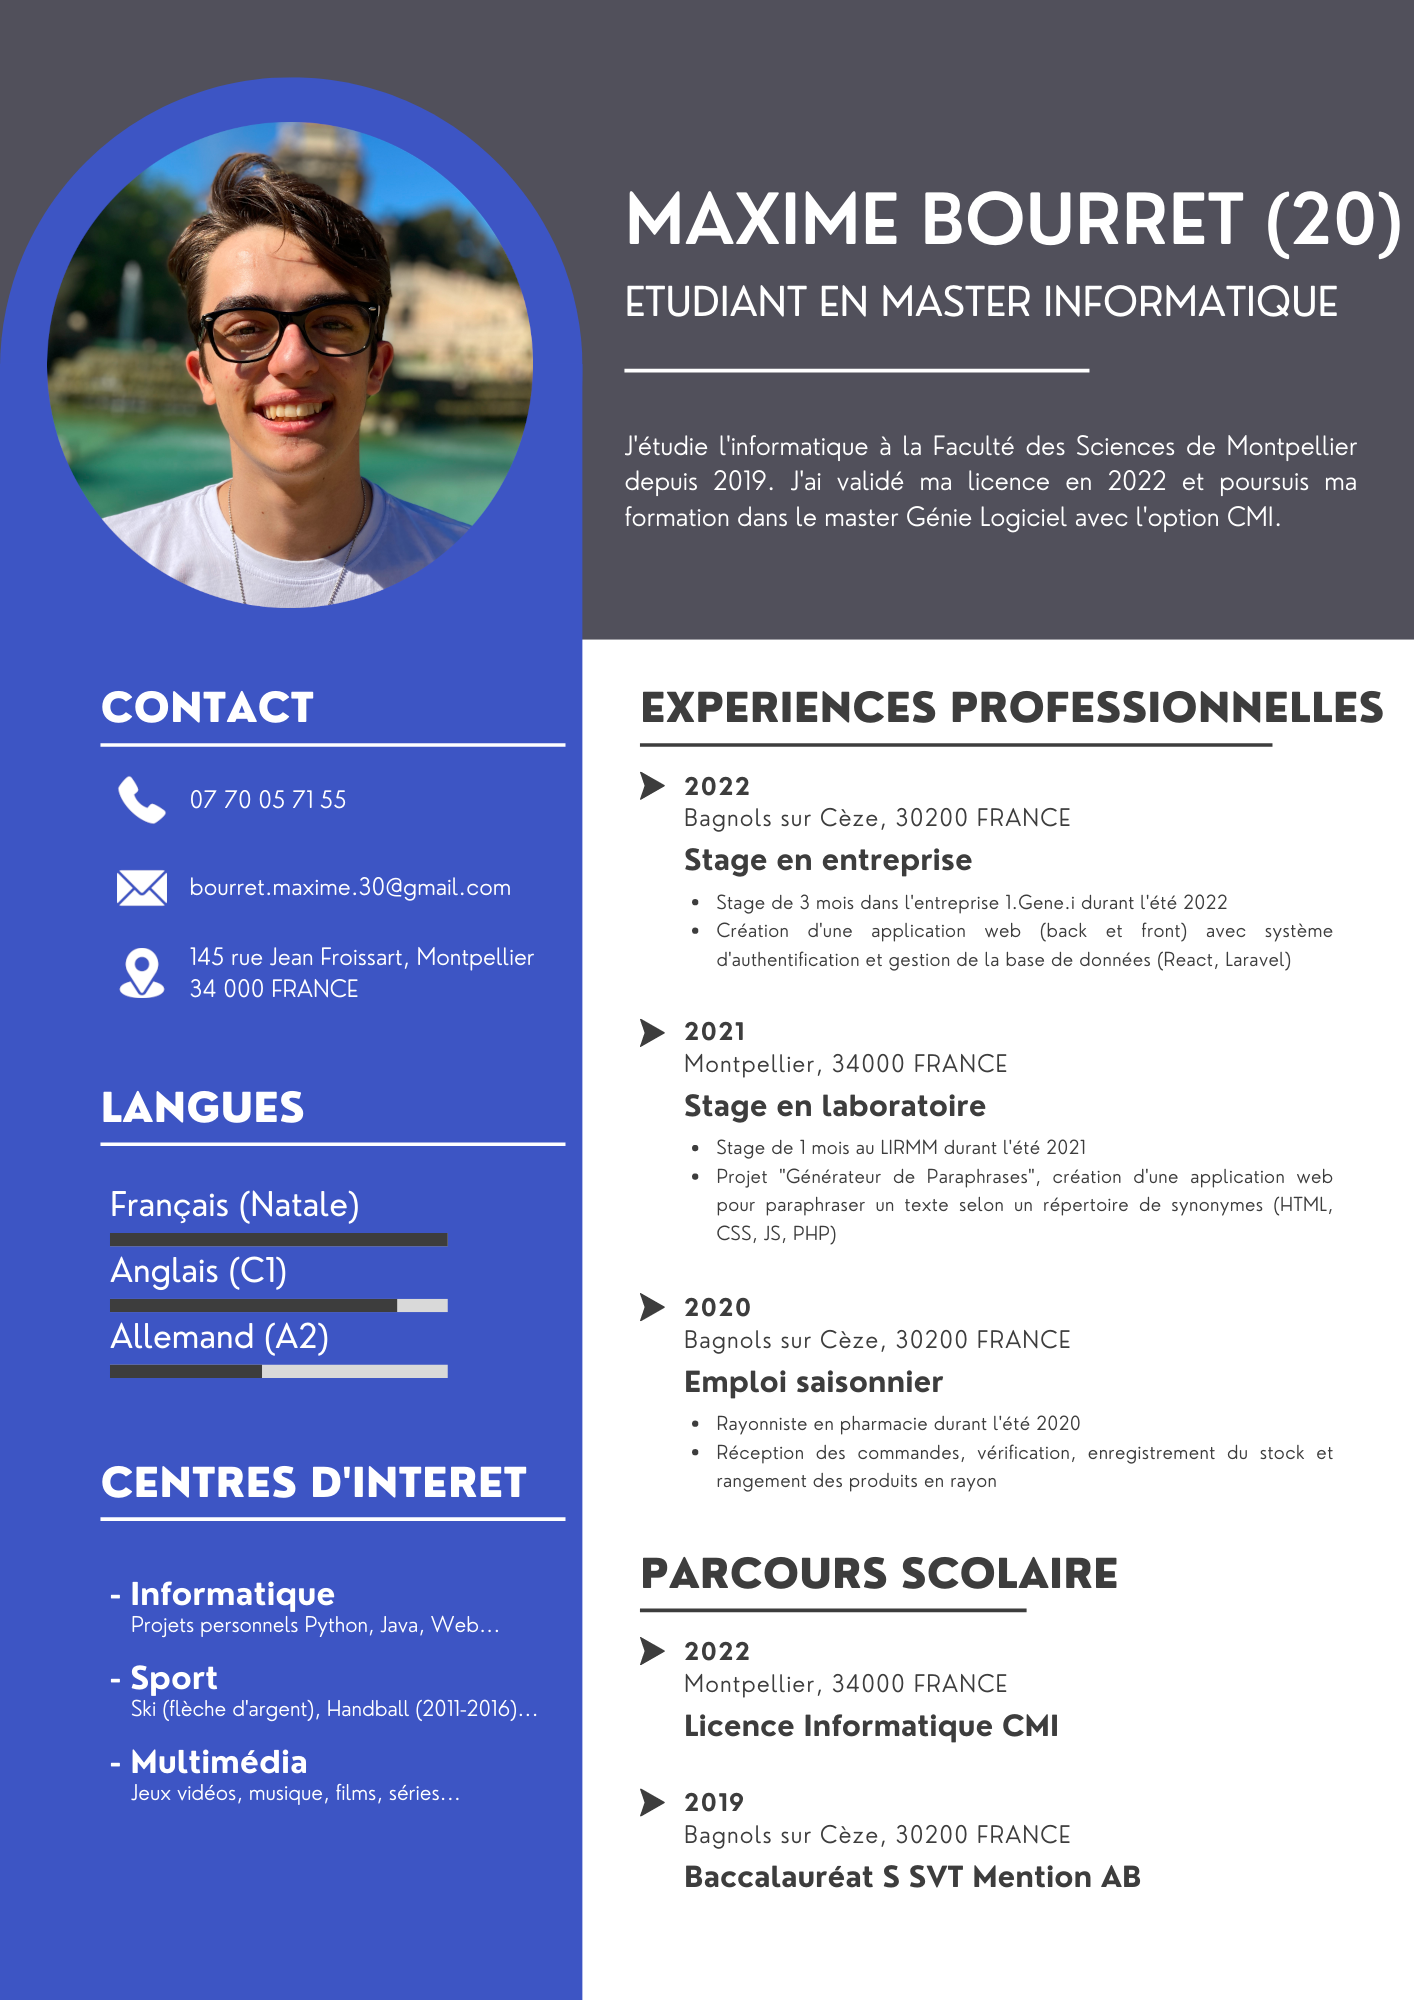 MAXIME BOURRET (20)
ETUDIANT EN MASTER INFORMATIQUE
J'étudie l'informatique à la Faculté des Sciences de Montpellier
depuis 2019. J'ai validé ma licence en 2022 et poursuis ma
formation dans le master Génie Logiciel avec l'option CMI.
CONTACT
07 70 05 71 55
bourret.maxime.30@gmail.com
145 rue Jean Froissart, Montpellier
34 000 FRANCE
LANGUES
Français (Natale)
Anglais (C1)
Allemand (A2)
CENTRES D'INTERET
- Informatique
Projets personnels Python, Java, Web...
- Sport
Ski (flèche d'argent), Handball (2011-2016)...
- Multimédia
Jeux vidéos, musique, films, séries...
EXPERIENCES PROFESSIONNELLES
2022
Bagnols sur Cèze, 30200 FRANCE
Stage en entreprise
• Stage de 3 mois dans l'entreprise 1.Gene.i durant l'été 2022
• Création d'une application web (back et front) avec système
d'authentification et gestion de la base de données (React, Laravel)
2021
Montpellier, 34000 FRANCE
Stage en laboratoire
• Stage de 1 mois au LIRMM durant l'été 2021
• Projet "Générateur de Paraphrases", création d'une application web
pour paraphraser un texte selon un répertoire de synonymes (HTML,
CSS, JS, PHP)
2020
Bagnols sur Cèze, 30200 FRANCE
Emploi saisonnier
• Rayonniste en pharmacie durant l'été 2020
• Réception des commandes, vérification, enregistrement du stock et
rangement des produits en rayon
PARCOURS SCOLAIRE
2022
Montpellier, 34000 FRANCE
Licence Informatique CMI
2019
Bagnols sur Cèze, 30200 FRANCE
Baccalauréat S SVT Mention AB